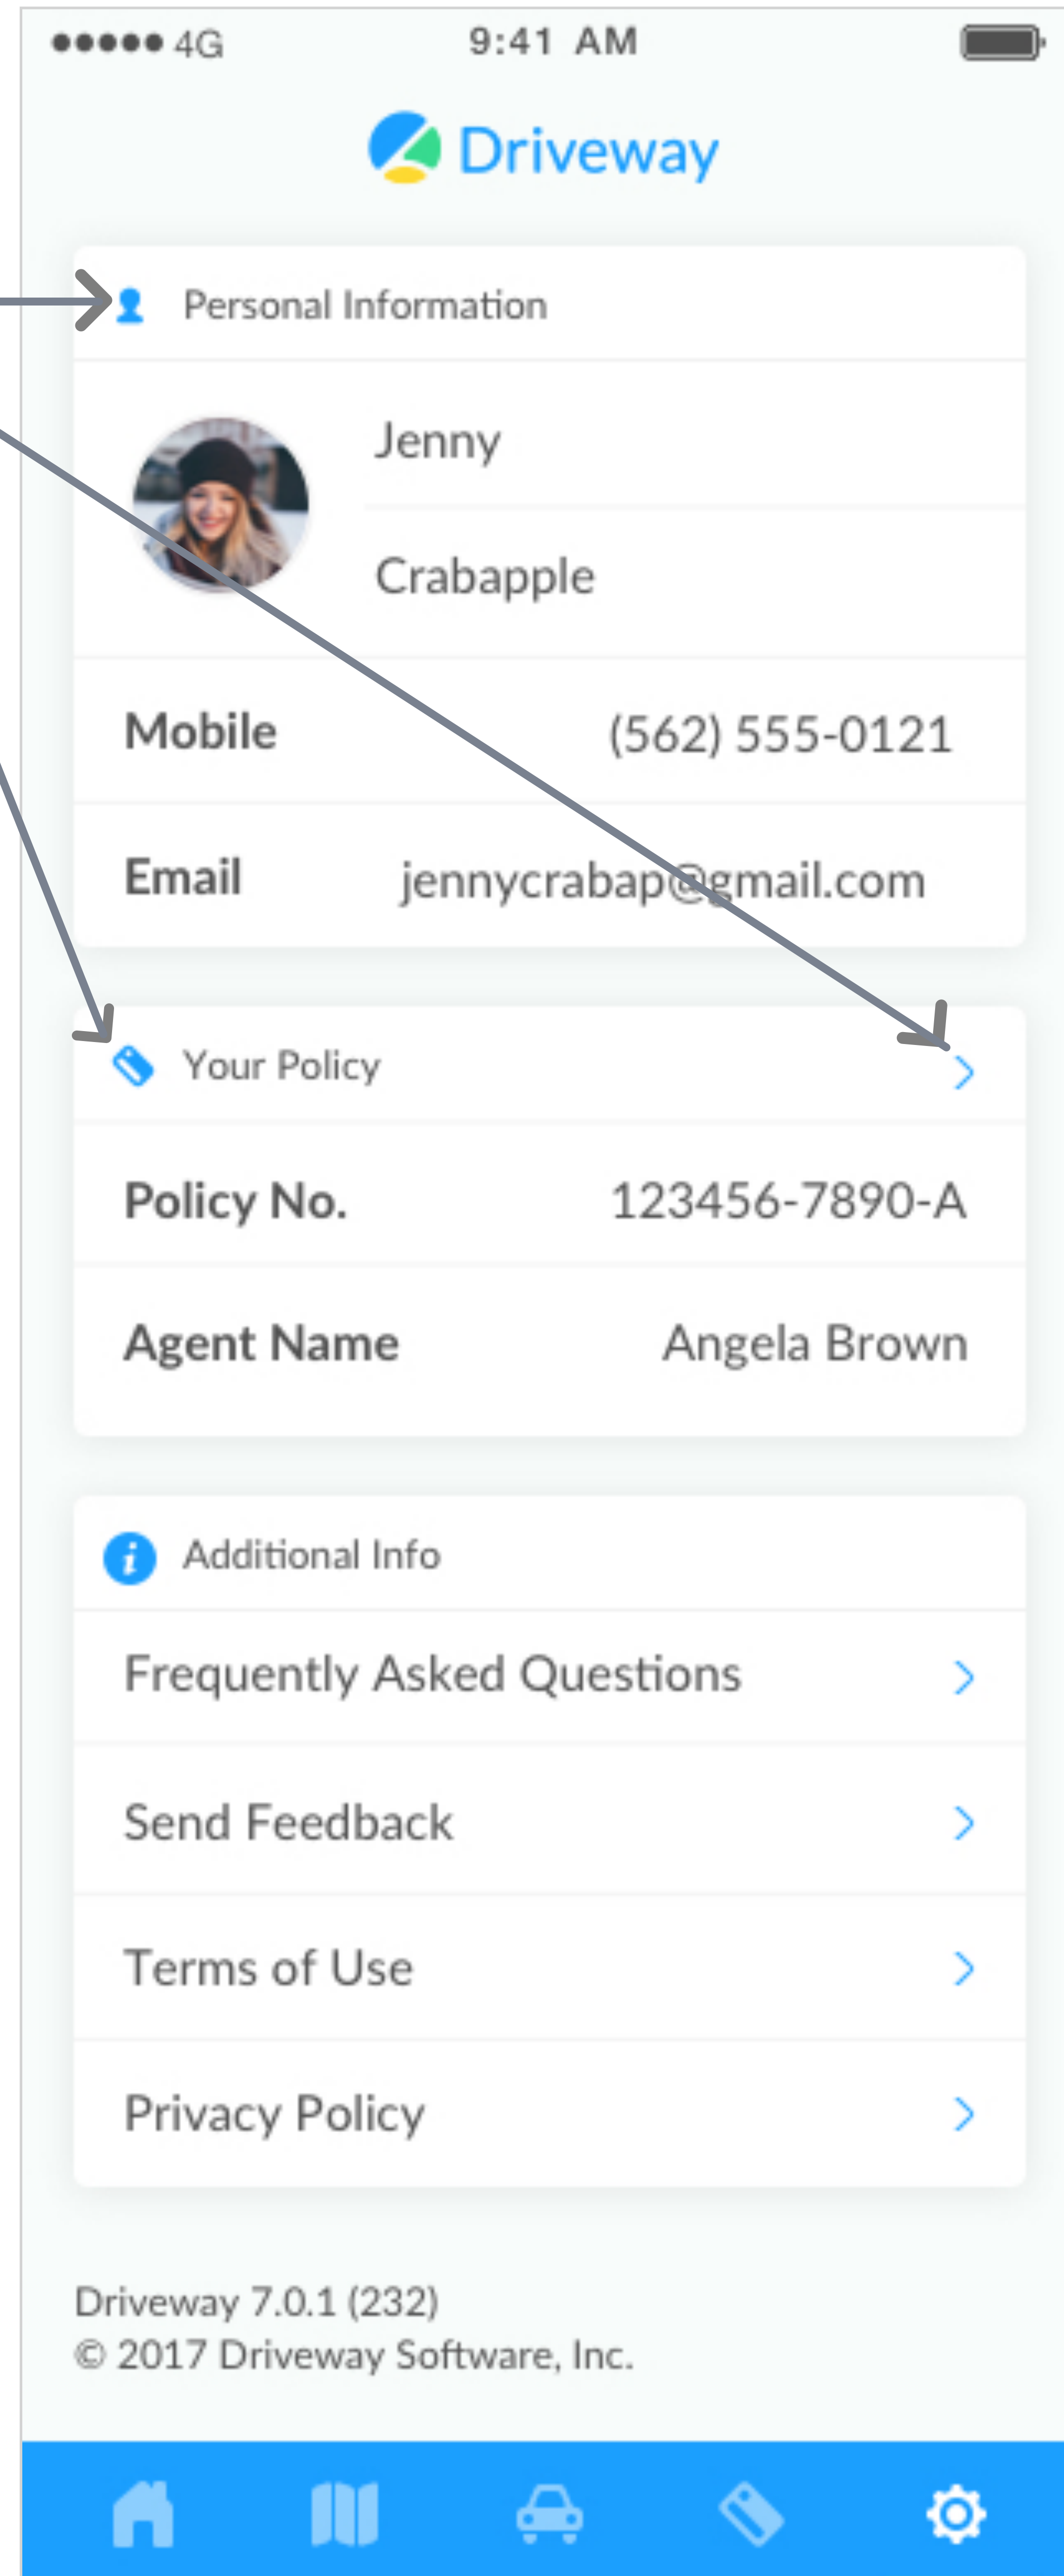 4G 9:41 AM
Driveway
Personal Information
Jenny
Crabapple
Mobile (562) 555-0121
Email jennycrabap@gmail.com
Your Policy
Policy No. 123456-7890-A
Agent Name Angela Brown
i Additional Info
Frequently Asked Questions
Send Feedback
Terms of Use
Privacy Policy
Driveway 7.0.1 (232)
© 2017 Driveway Software, Inc.